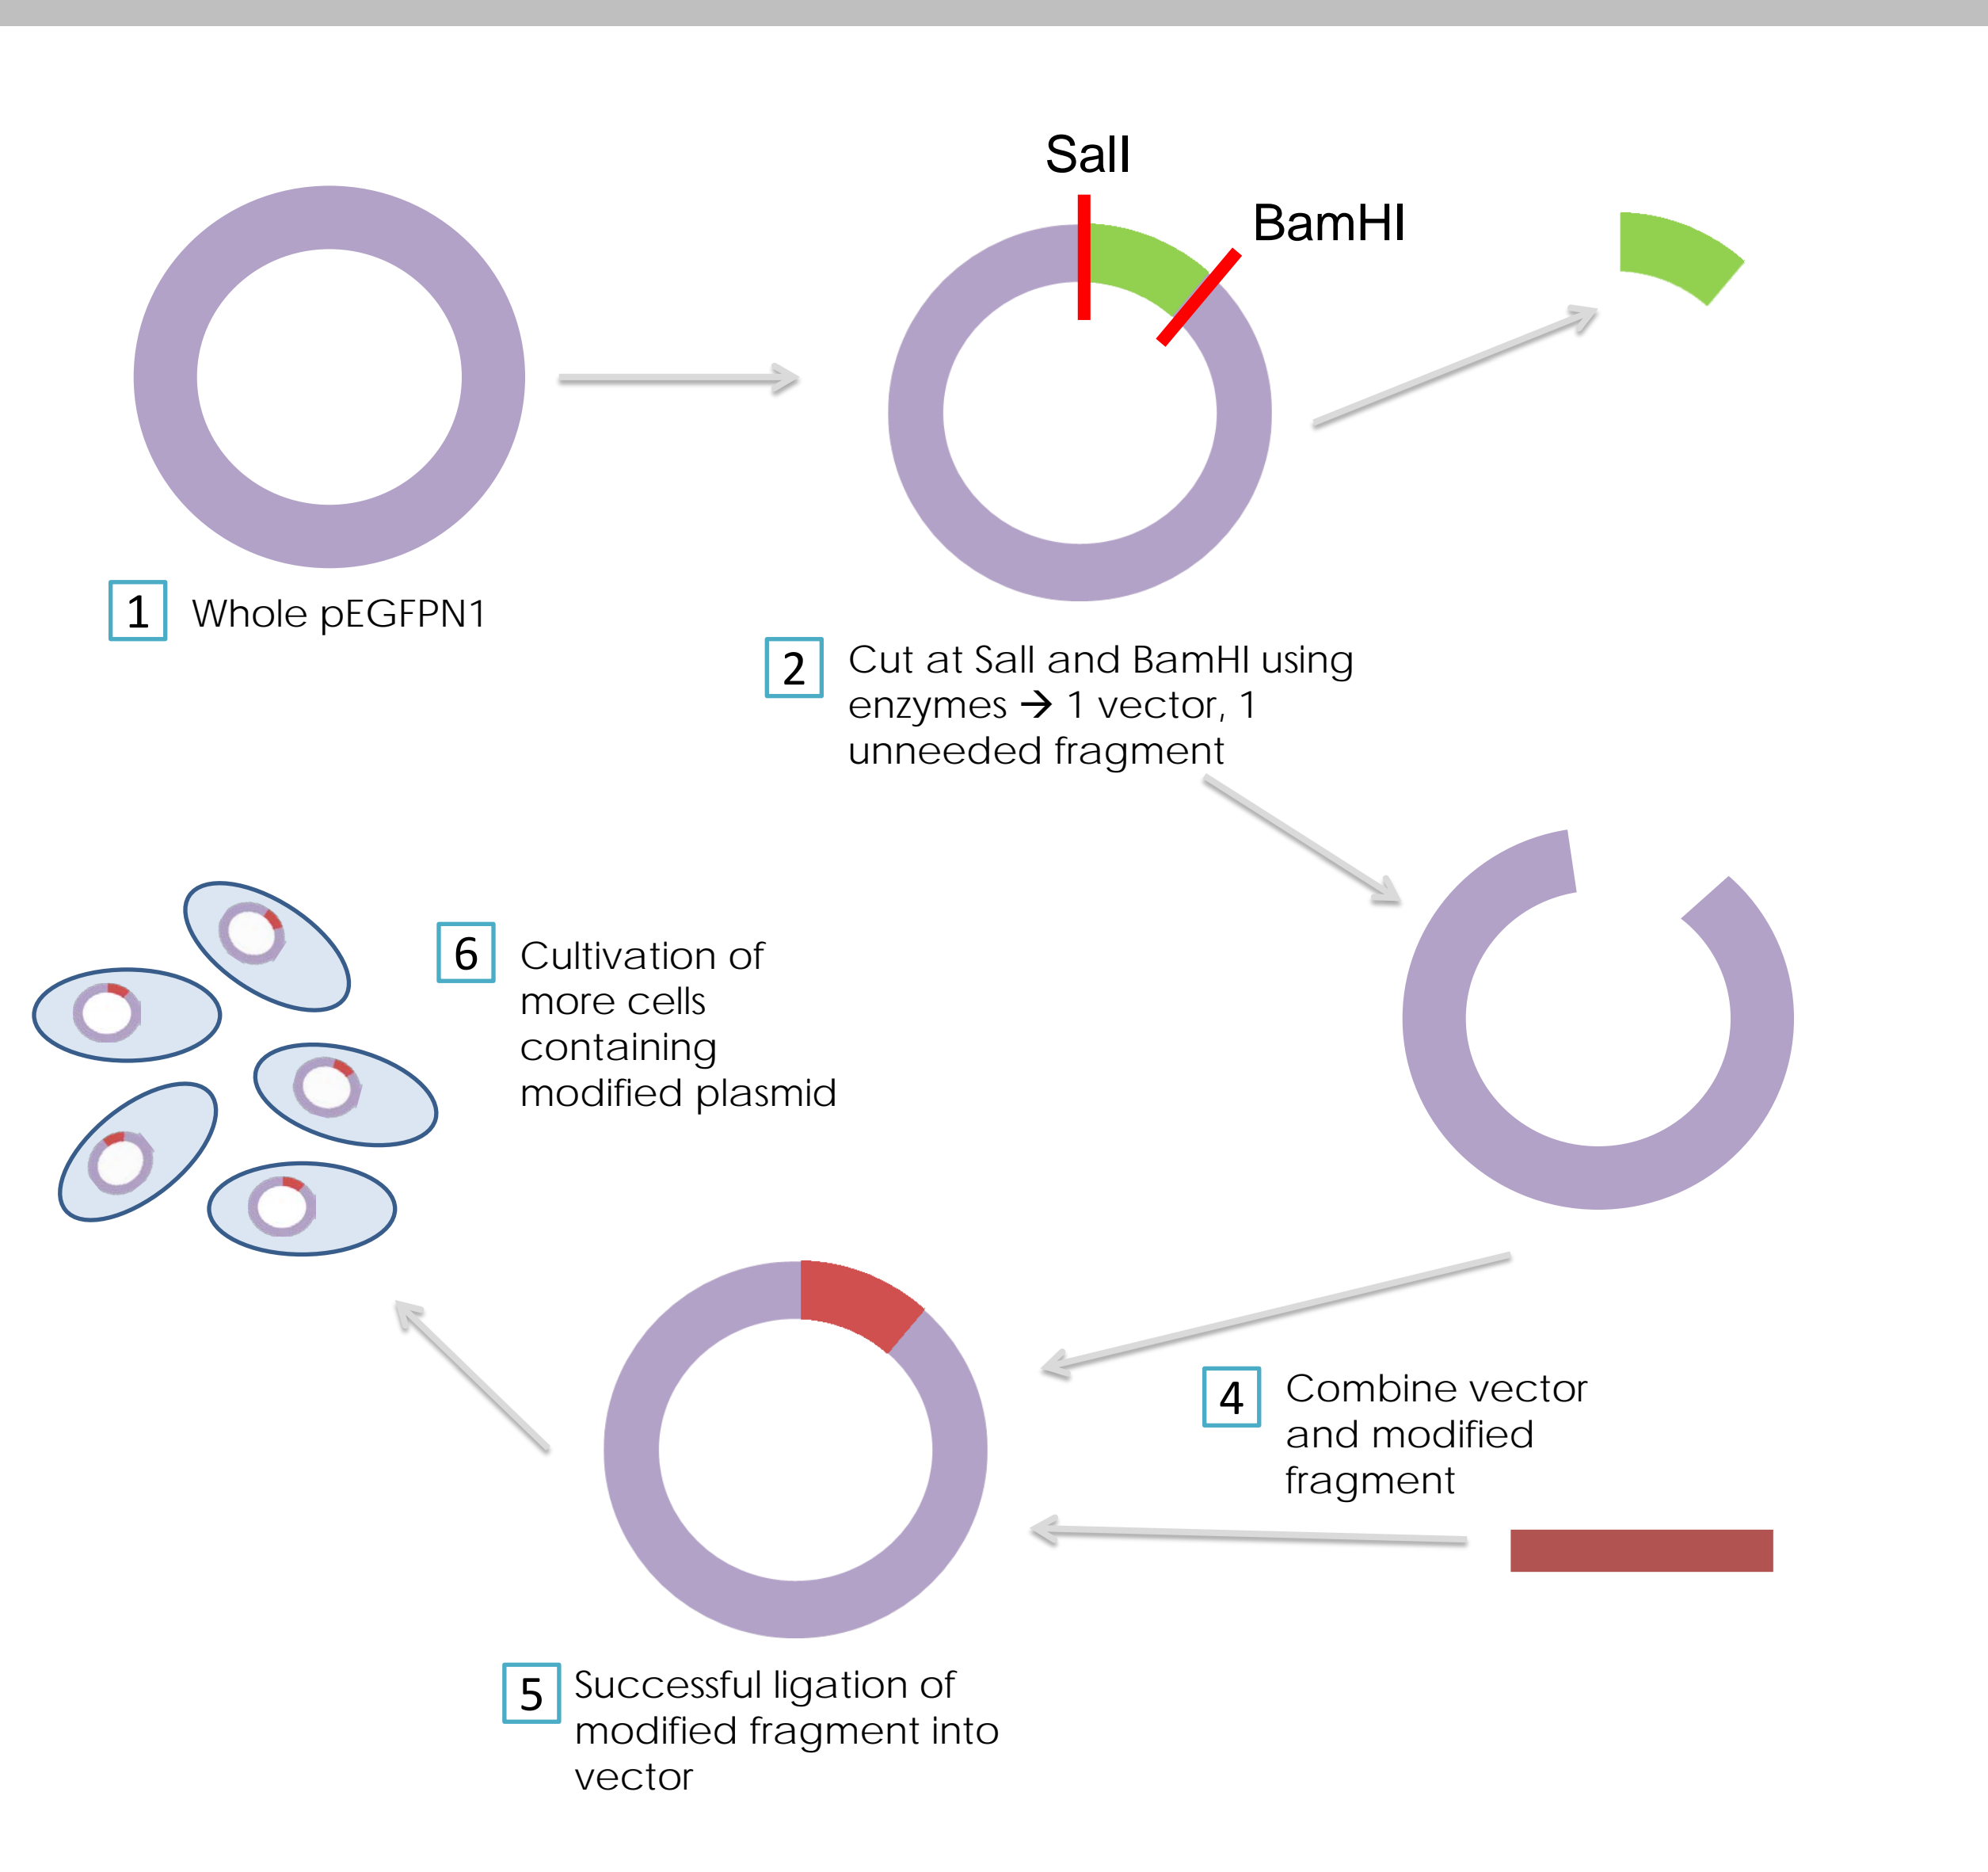 SalI
BamHI
1
Whole pEGFPN1
2
Cut at SalI and BamHI using
enzymes → 1 vector, 1
unneeded fragment
6
Cultivation of
more cells
containing
modified plasmid
4
Combine vector
and modified
fragment
5
Successful ligation of
modified fragment into
vector